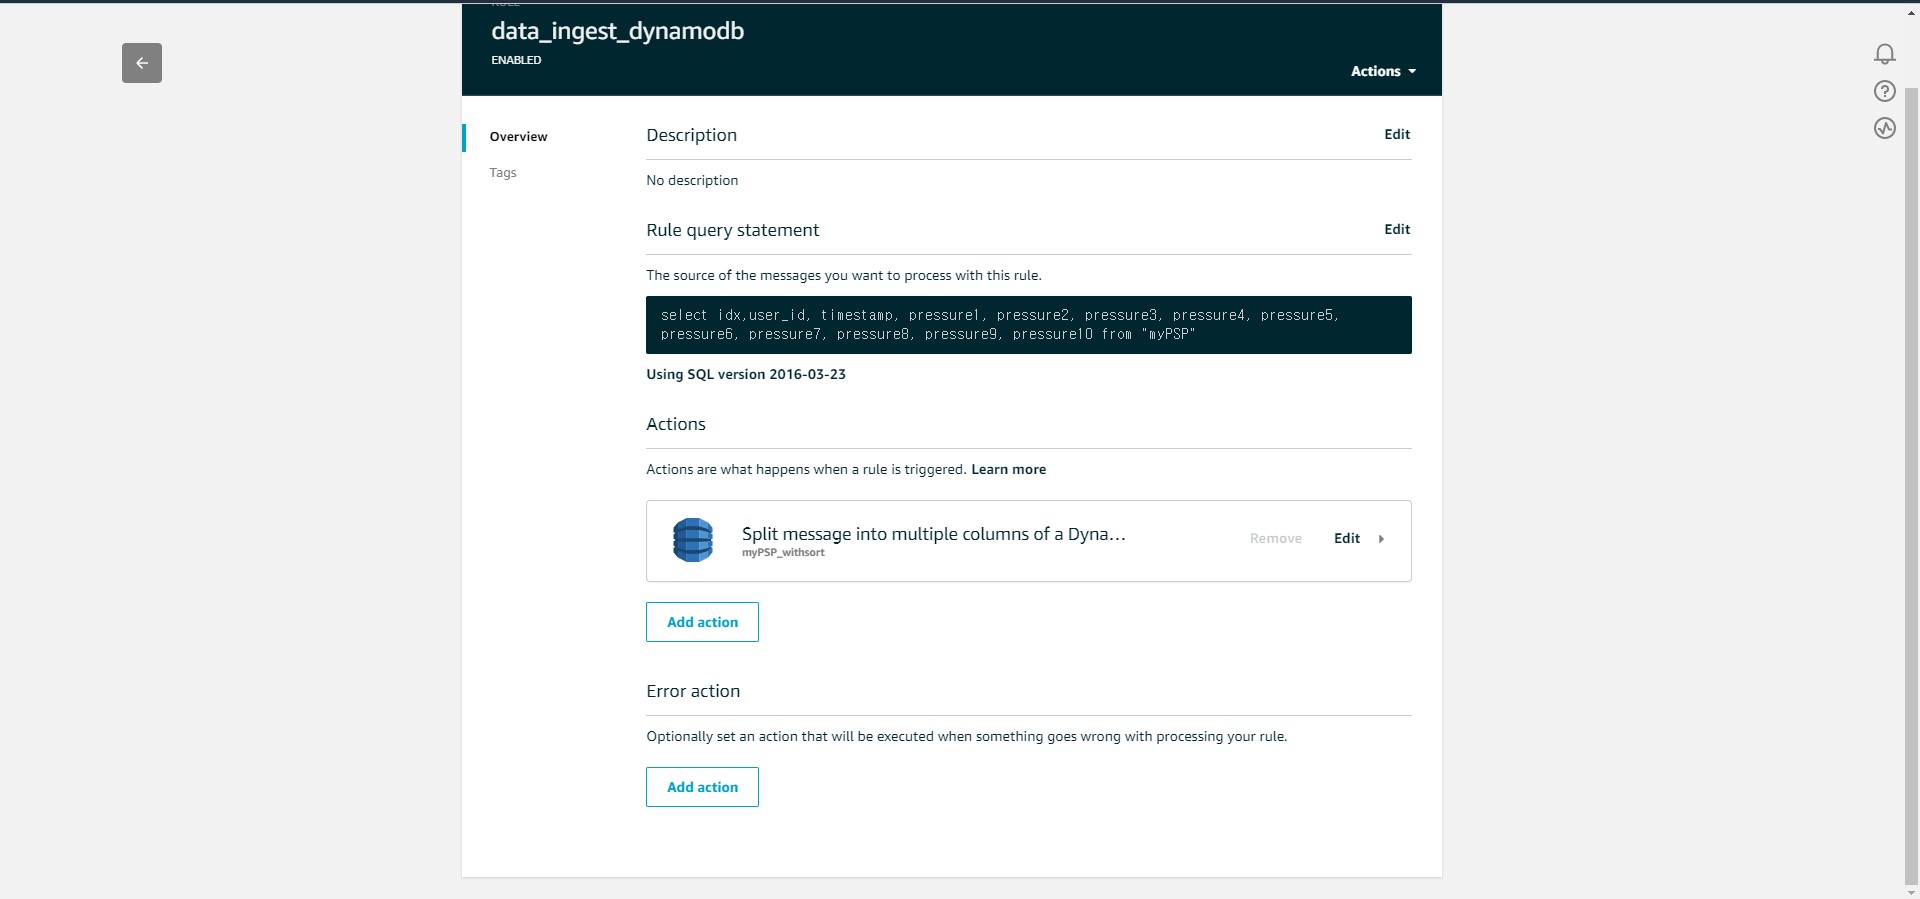 data_ingest_dynamodb
ENABLED
Actions
Overview
Tags
Description
Edit
No description
Rule query statement
Edit
The source of the messages you want to process with this rule.
select idx,user_id, timestamp, pressure1, pressure2, pressure3, pressure4, pressure5,
pressure6, pressure7, pressure8, pressure9, pressure10 from "myPSP"
Using SQL version 2016-03-23
Actions
Actions are what happens when a rule is triggered. Learn more
Split message into multiple columns of a Dyna...
myPSP_withsort
Remove
Edit
Add action
Error action
Optionally set an action that will be executed when something goes wrong with processing your rule.
Add action